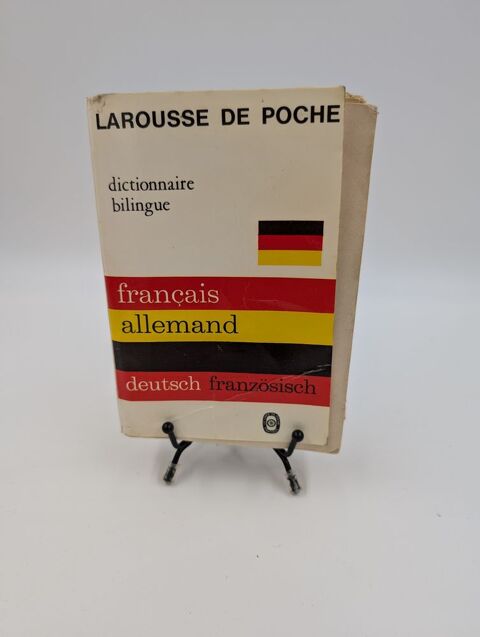 LAROUSSE DE POCHE
dictionnaire
bilingue
français
allemand
deutsch französisch